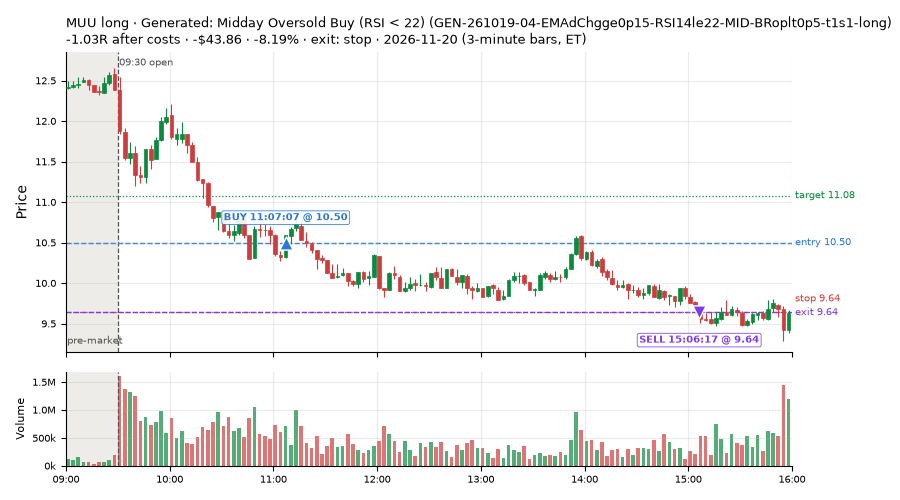 MUU long · Generated: Midday Oversold Buy (RSI < 22) (GEN-261019-04-EMAdChgge0p15-RSI14le22-MID-BRoplt0p5-t1s1-long)
-1.03R after costs · -$43.86 · -8.19% · exit: stop · 2026-11-20 (3-minute bars, ET)
09:30 open
12.5
12.0
11.5
11.0
10.5
10.0
9.5
Price
BUY 11:07:07 @ 10.50
target 11.08
entry 10.50
stop 9.64
exit 9.64
SELL 15:06:17 @ 9.64
pre-market
1.5M
1.0M
500k
0k
Volume
09:00
10:00
11:00
12:00
13:00
14:00
15:00
16:00